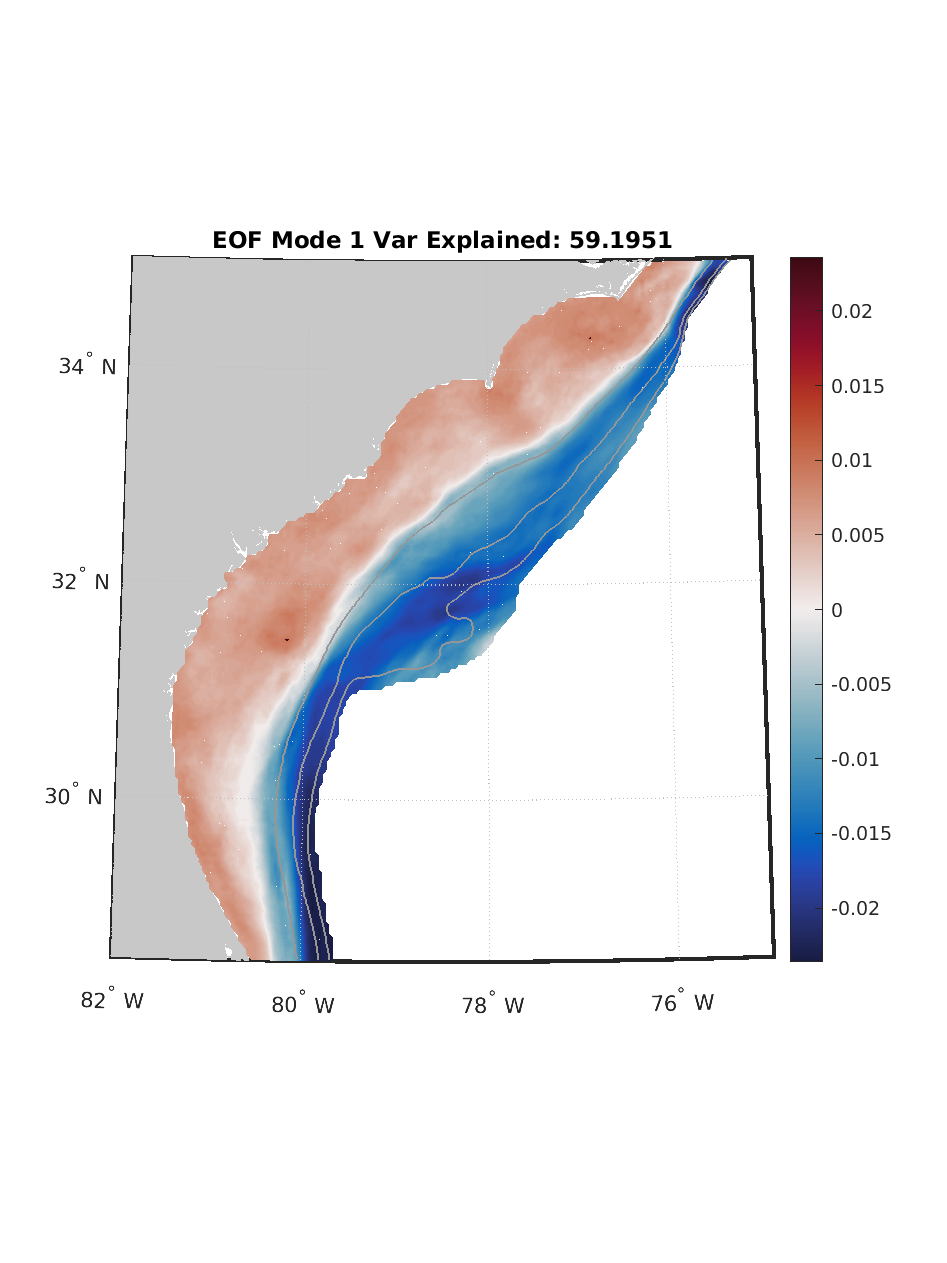 EOF Mode 1 Var Explained: 59.1951
34° N
32° N
30° N
82° W
80° W
78° W
76° W
0.02
0.015
0.01
0.005
0
-0.005
-0.01
-0.015
-0.02